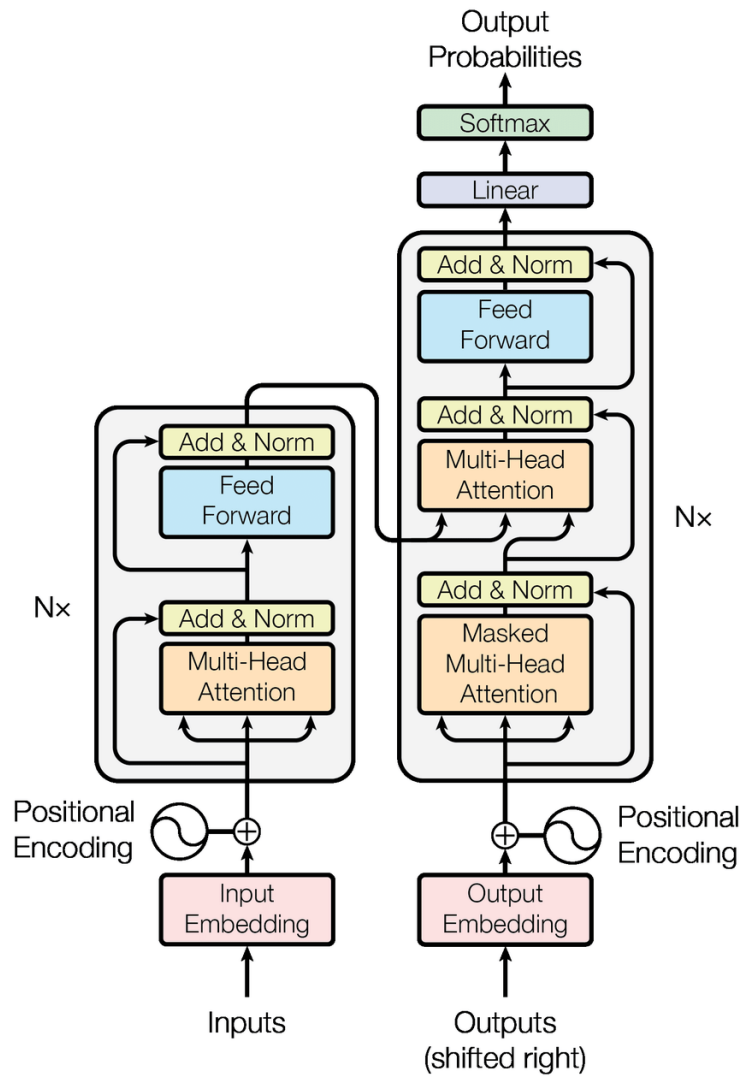 Output
Probabilities
Softmax
Linear
Add & Norm
Feed
Forward
Add & Norm
Multi-Head
Attention
Add & Norm
Masked
Multi-Head
Attention
Nx
Add & Norm
Feed
Forward
Add & Norm
Multi-Head
Attention
Nx
Positional
Encoding
Positional
Encoding
Input
Embedding
Output
Embedding
Inputs
Outputs
(shifted right)